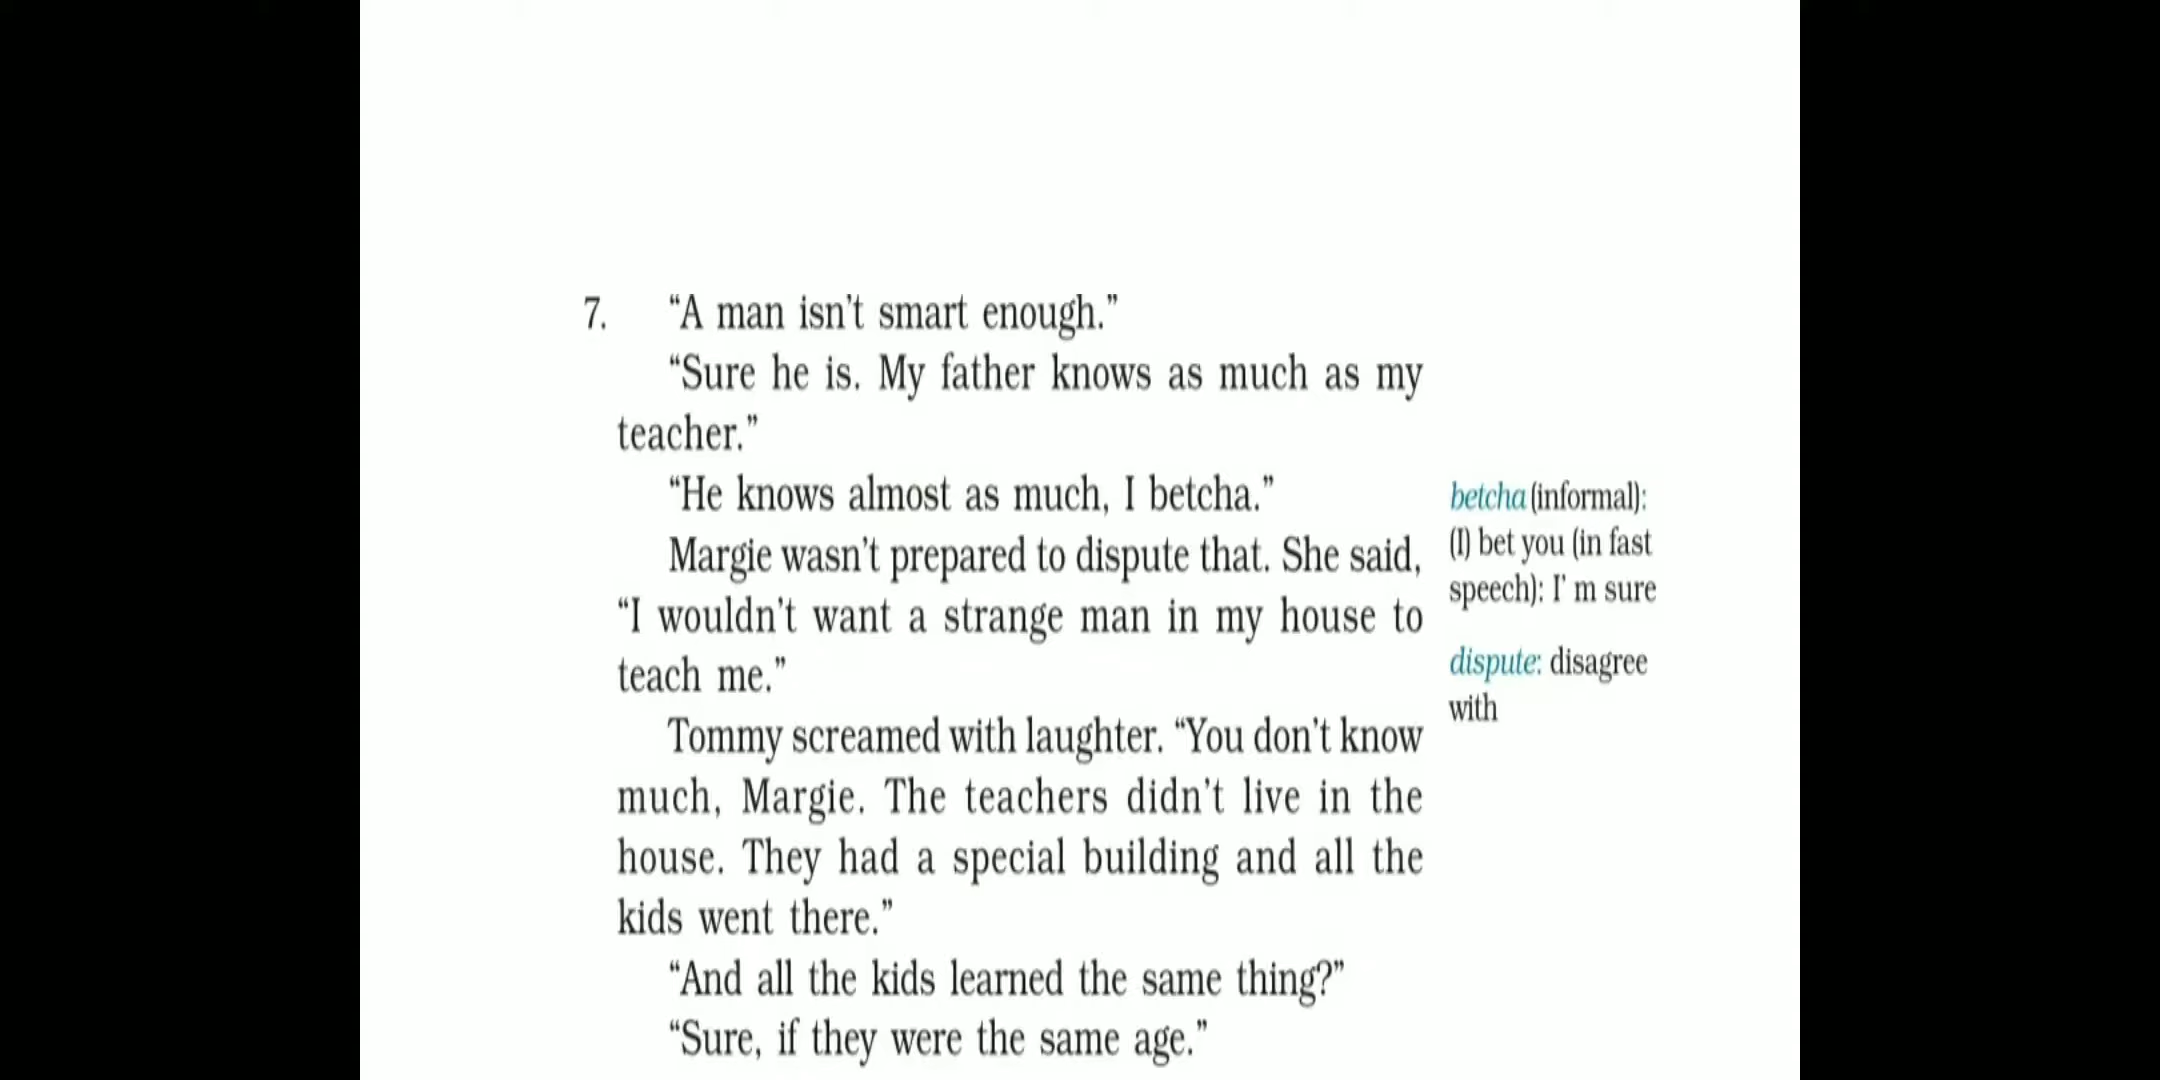 7. “A man isn’t smart enough.”
“Sure he is. My father knows as much as my
teacher.”
“He knows almost as much, I betcha.”
Margie wasn’t prepared to dispute that. She said,
“I wouldn’t want a strange man in my house to
teach me.”
Tommy screamed with laughter. “You don’t know
much, Margie. The teachers didn’t live in the
house. They had a special building and all the
kids went there.”
“And all the kids learned the same thing?”
“Sure, if they were the same age.”
betcha (informal):
(I) bet you (in fast
speech): I’ m sure
dispute: disagree
with